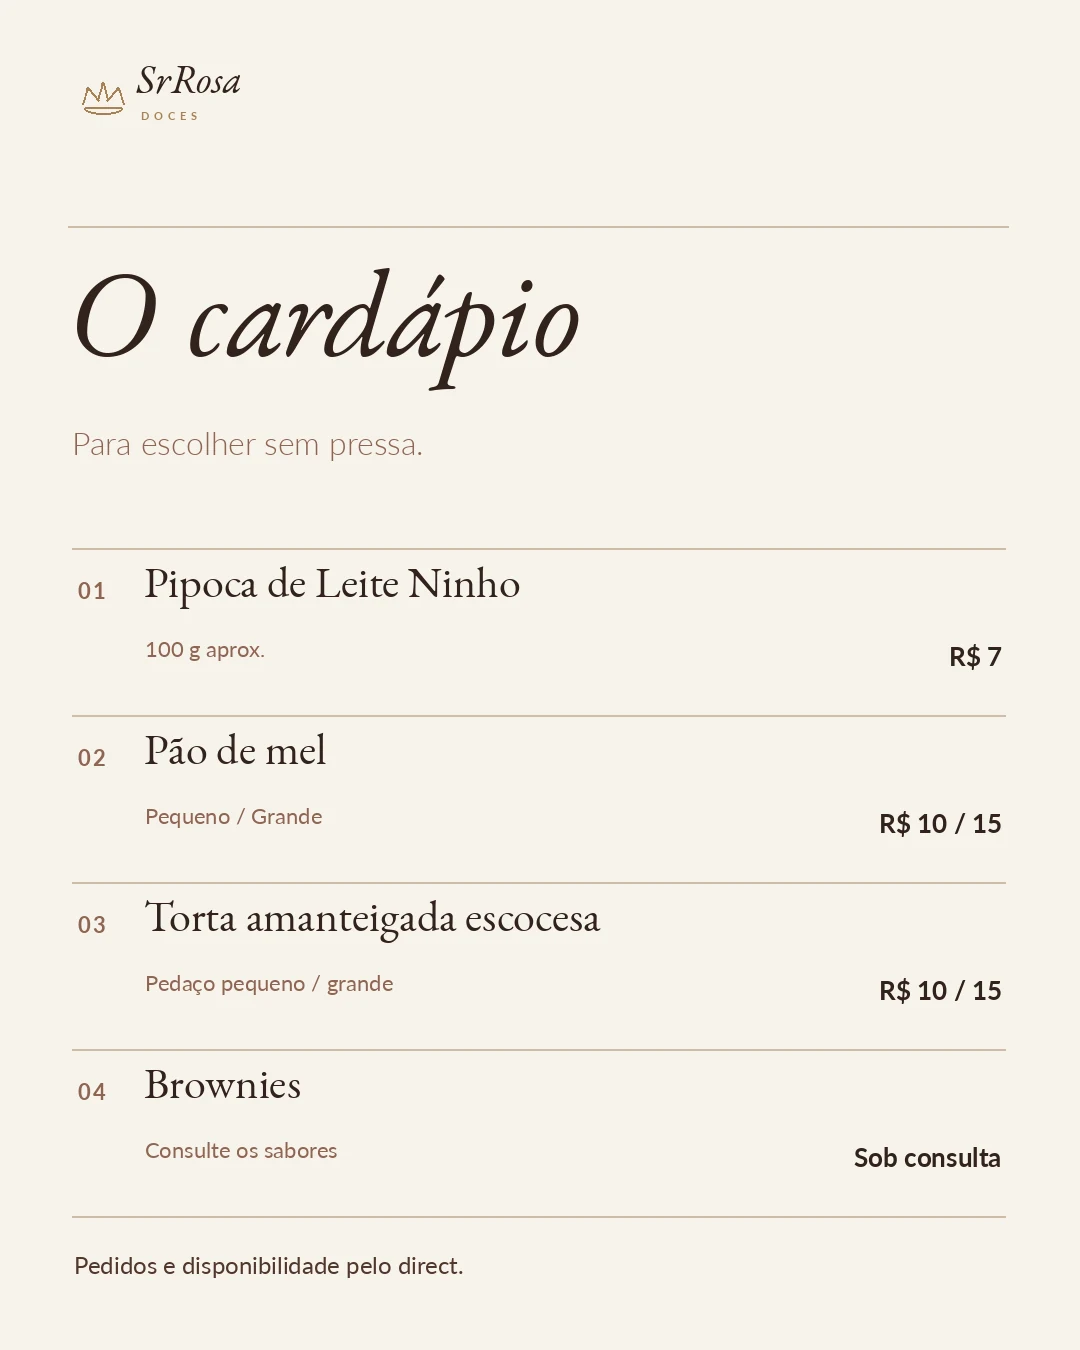 SrRosa
DOCES
O cardápio
Para escolher sem pressa.
01 Pipoca de Leite Ninho
100 g aprox. R$ 7
02 Pão de mel
Pequeno / Grande R$ 10 / 15
03 Torta amanteigada escocesa
Pedaço pequeno / grande R$ 10 / 15
04 Brownies
Consulte os sabores Sob consulta
Pedidos e disponibilidade pelo direct.